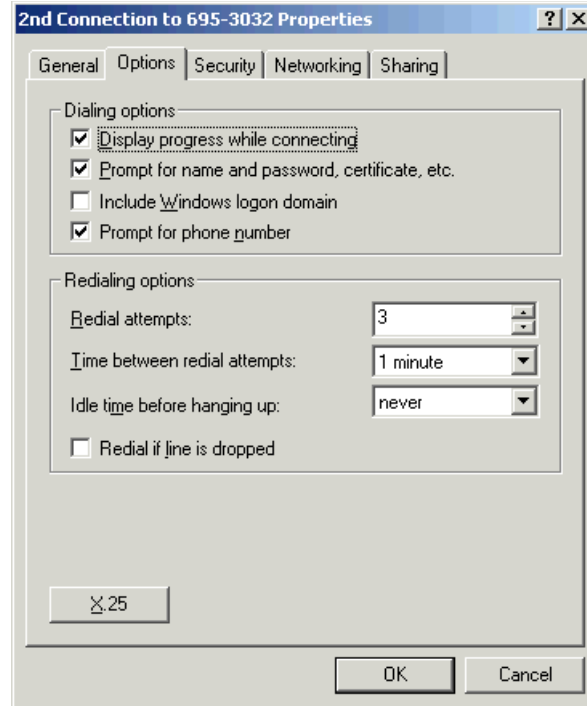 2nd Connection to 695-3032 Properties
General Options Security Networking Sharing
Dialing options
Display progress while connecting
Prompt for name and password, certificate, etc.
Include Windows logon domain
Prompt for phone number
Redialing options
Redial attempts: 3
Time between redial attempts: 1 minute
Idle time before hanging up: never
Redial if line is dropped
X.25
OK Cancel